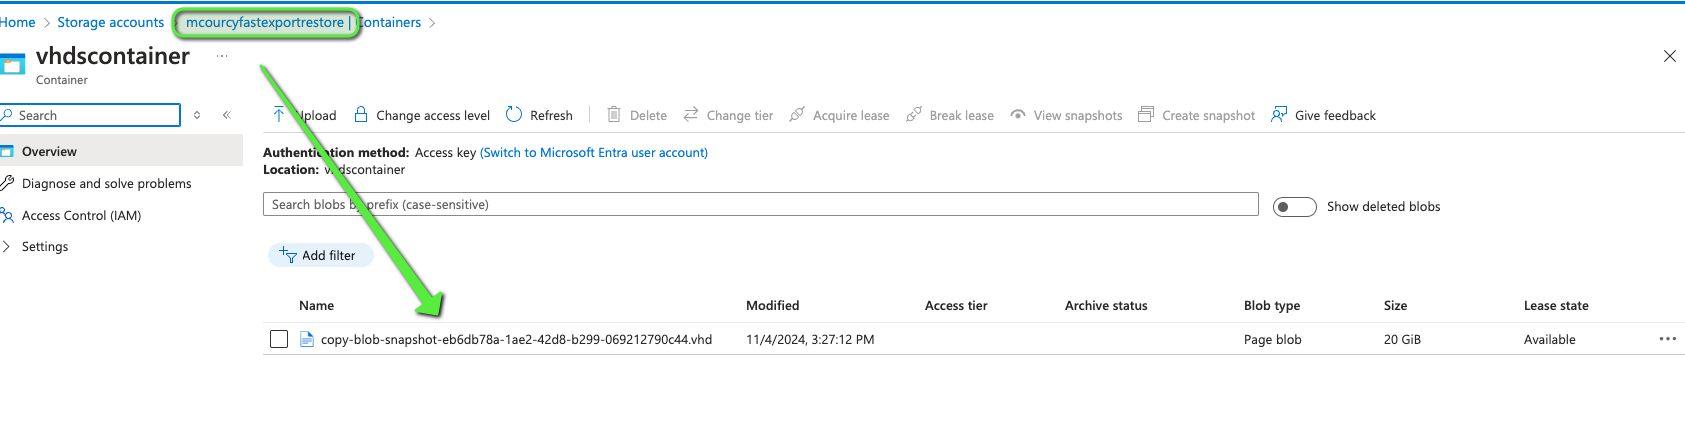 Home > Storage accounts > mcourcyfastexportrestore | Containers >
vhdscontainer ...
Container
Search
Upload Change access level Refresh Delete Change tier Acquire lease Break lease View snapshots Create snapshot Give feedback
Overview
Diagnose and solve problems
Access Control (IAM)
Settings
Authentication method: Access key (Switch to Microsoft Entra user account)
Location: vhdscontainer
Search blobs by prefix (case-sensitive)
Show deleted blobs
Add filter
Name Modified Access tier Archive status Blob type Size Lease state
copy-blob-snapshot-eb6db78a-1ae2-42d8-b299-069212790c44.vhd 11/4/2024, 3:27:12 PM Page blob 20 GiB Available ...